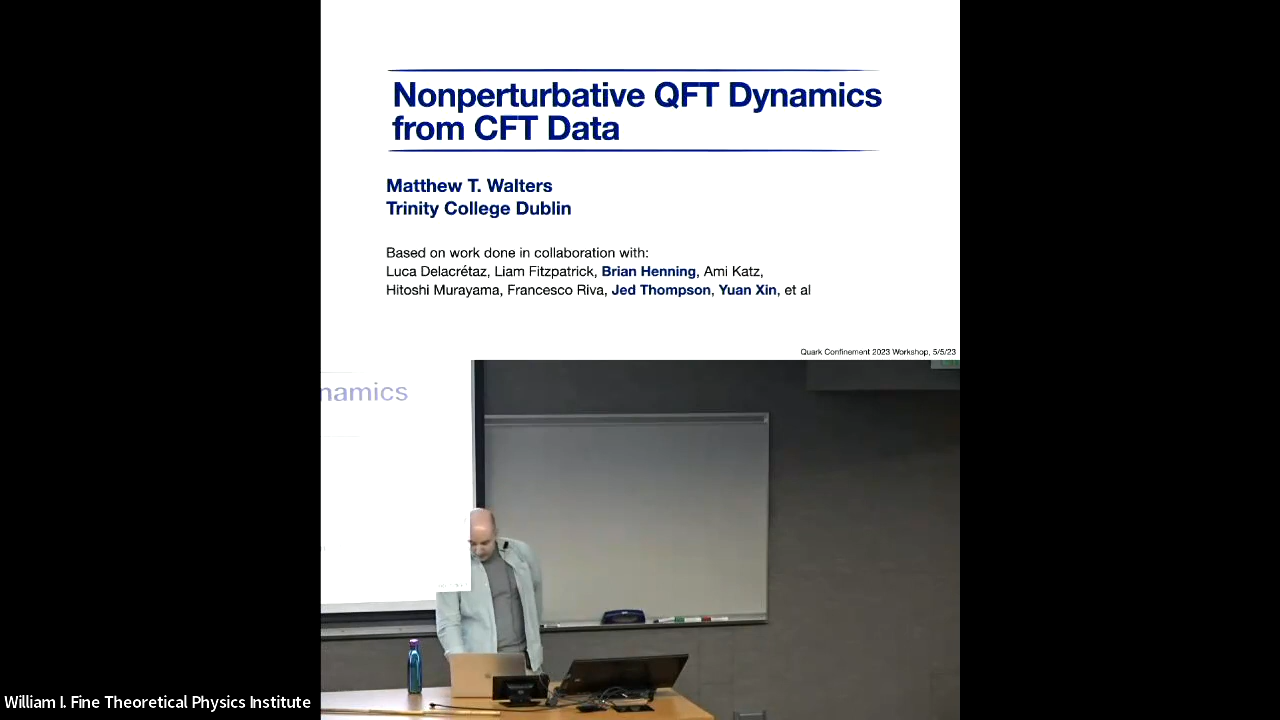 Nonperturbative QFT Dynamics
from CFT Data
Matthew T. Walters
Trinity College Dublin
Based on work done in collaboration with:
Luca Delacrétaz, Liam Fitzpatrick, Brian Henning, Ami Katz,
Hitoshi Murayama, Francesco Riva, Jed Thompson, Yuan Xin, et al
Quark Confinement 2023 Workshop, 5/5/23
namics
William I. Fine Theoretical Physics Institute